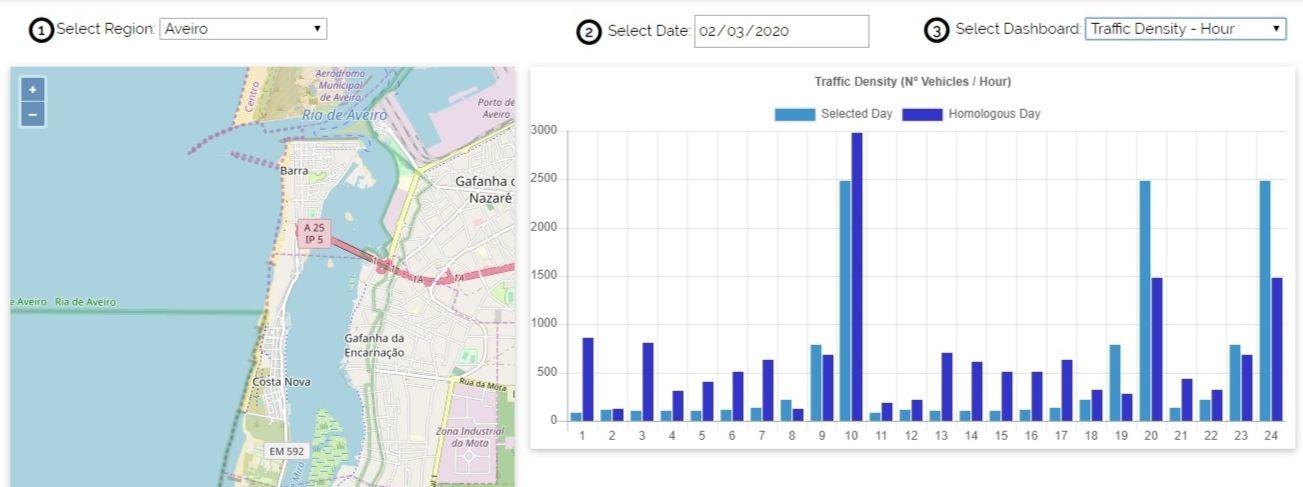 1 Select Region: Aveiro
2 Select Date: 02/03/2020
3 Select Dashboard: Traffic Density - Hour
+
−
Centro
Aeródromo
Municipal
de Aveiro
Ria de Aveiro
Porto de
Aveiro
Barra
Gafanha
Nazaré
A 25
IP 5
1A
1A
e Aveiro Ria de Aveiro
Gafanha da
Encarnação
Costa Nova
Rua da Mota
Zona Industrial
da Mota
EM 592
Miro
Traffic Density (Nº Vehicles / Hour)
Selected Day Homologous Day
3000
2500
2000
1500
1000
500
0
1 2 3 4 5 6 7 8 9 10 11 12 13 14 15 16 17 18 19 20 21 22 23 24